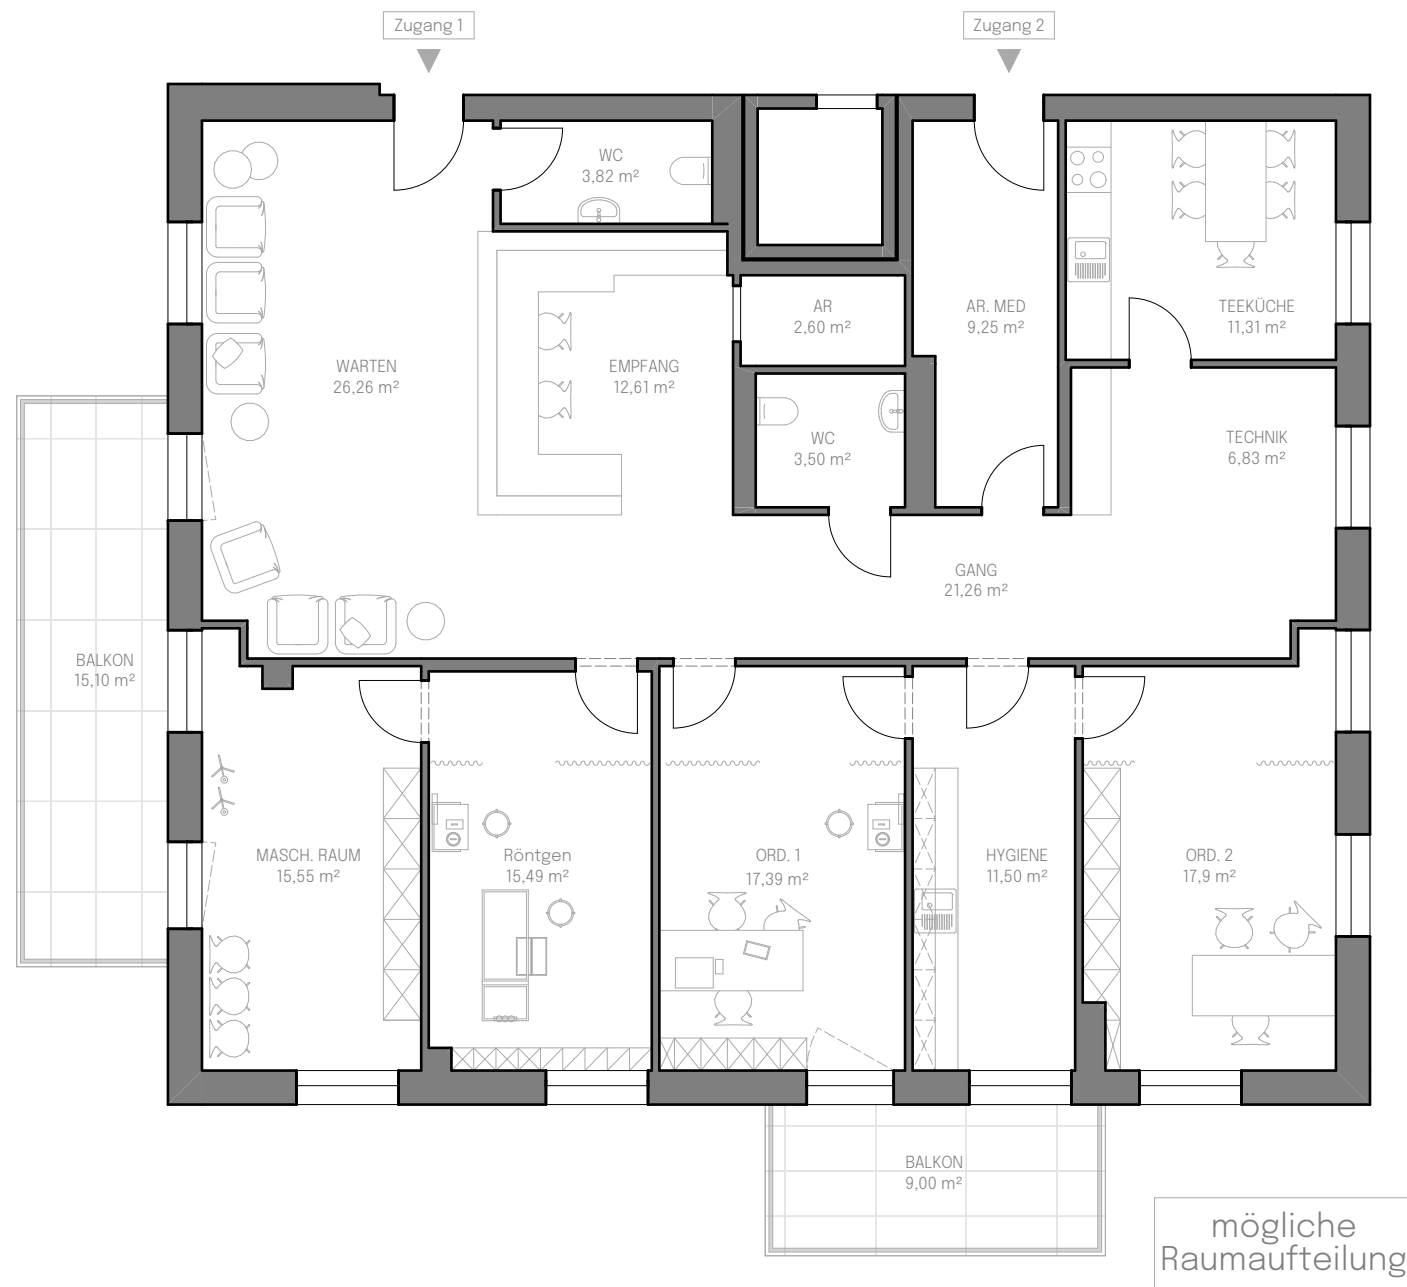 Zugang 1
Zugang 2
WC
3,82 m²
AR
2,60 m²
AR. MED
9,25 m²
TEEKÜCHE
11,31 m²
WARTEN
26,26 m²
EMPFANG
12,61 m²
WC
3,50 m²
TECHNIK
6,83 m²
GANG
21,26 m²
BALKON
15,10 m²
MASCH. RAUM
15,55 m²
Röntgen
15,49 m²
ORD. 1
17,39 m²
HYGIENE
11,50 m²
ORD. 2
17,9 m²
BALKON
9,00 m²
mögliche
Raumaufteilung